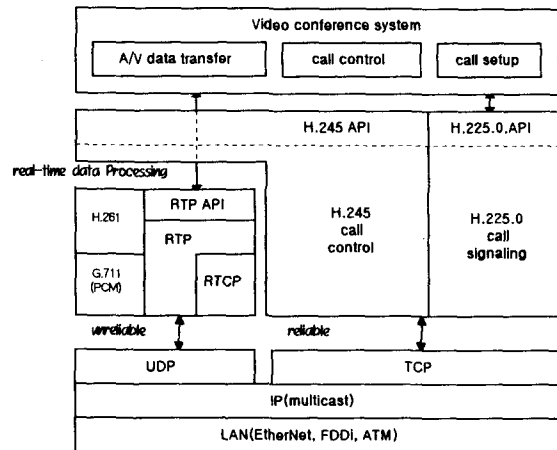 Video conference system
A/V data transfer
call control
call setup
H.245 API
H.225.0.API
real-time data Processing
H.261
RTP API
RTP
G.711
(PCM)
RTCP
H.245
call
control
H.225.0
call
signaling
unreliable
reliable
UDP
TCP
IP(multicast)
LAN(EtherNet, FDDi, ATM)